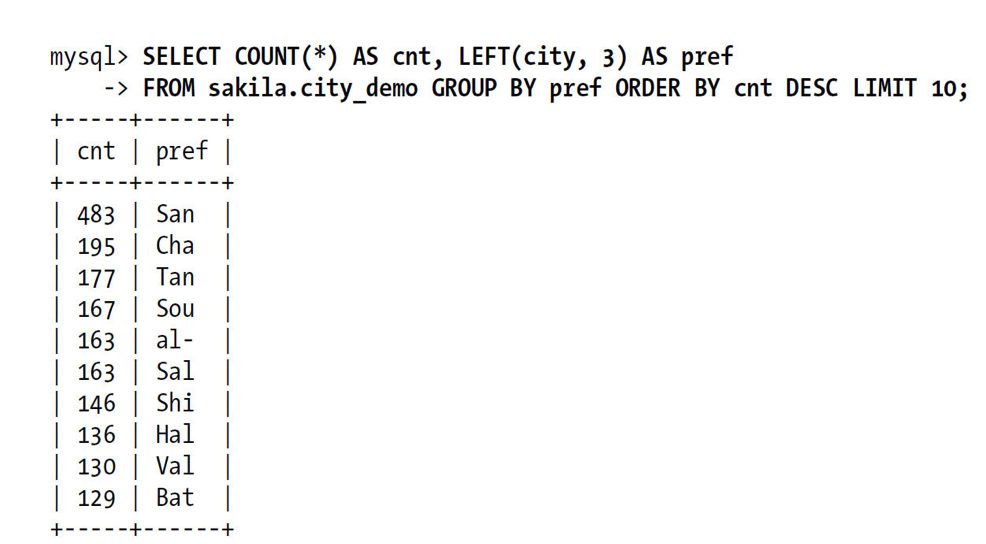 mysql> SELECT COUNT(*) AS cnt, LEFT(city, 3) AS pref
    -> FROM sakila.city_demo GROUP BY pref ORDER BY cnt DESC LIMIT 10;
+-----+------+
| cnt | pref |
+-----+------+
| 483 | San  |
| 195 | Cha  |
| 177 | Tan  |
| 167 | Sou  |
| 163 | al-  |
| 163 | Sal  |
| 146 | Shi  |
| 136 | Hal  |
| 130 | Val  |
| 129 | Bat  |
+-----+------+